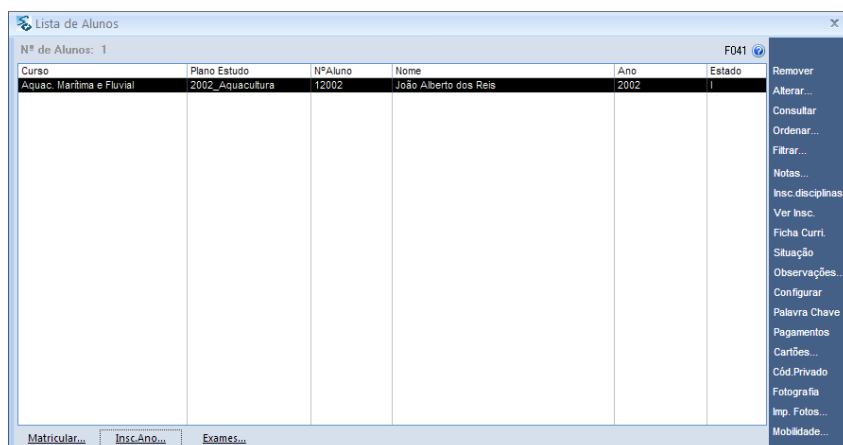 Lista de Alunos
Nº de Alunos: 1
F041
Curso Plano Estudo NºAluno Nome Ano Estado
Aquac. Marítima e Fluvial 2002_Aquacultura 12002 João Alberto dos Reis 2002 I
Remover
Alterar...
Consultar
Ordenar...
Filtrar...
Notas...
Insc.disciplinas
Ver Insc.
Ficha Curri.
Situação
Observações...
Configurar
Palavra Chave
Pagamentos
Cartões...
Cód.Privado
Fotografia
Imp. Fotos...
Mobilidade...
Matricular... Insc.Ano... Exames...